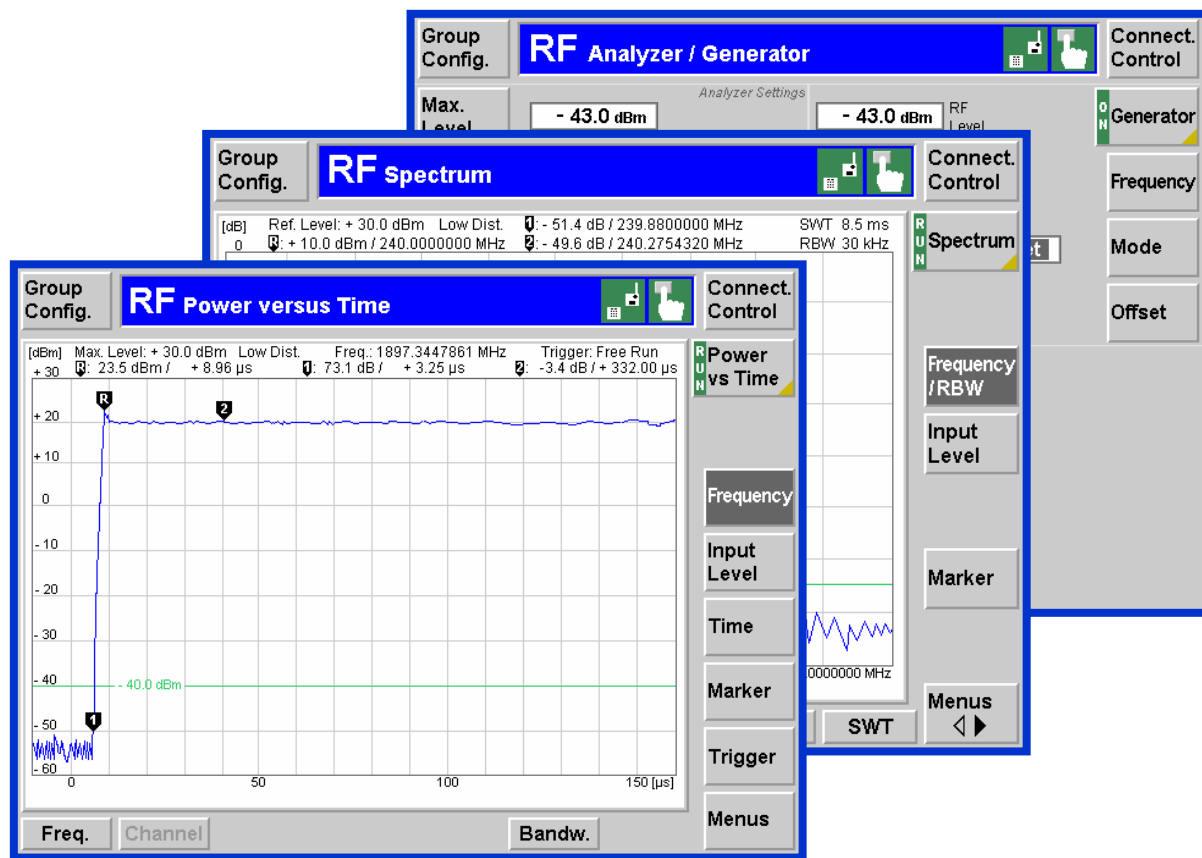 Group
Config.
RF Analyzer / Generator
Connect.
Control
Max.
Level
Analyzer Settings
- 43.0 dBm
- 43.0 dBm
RF
Level
ON
Generator
Frequency
Mode
Offset
Group
Config.
RF Spectrum
Connect.
Control
[dB] Ref. Level: + 30.0 dBm Low Dist. 1: - 51.4 dB / 239.8800000 MHz SWT 8.5 ms
0 R: + 10.0 dBm / 240.0000000 MHz 2: - 49.6 dB / 240.2754320 MHz RBW 30 kHz
RUN
Spectrum
Frequency
/RBW
Input
Level
Marker
0000000 MHz
SWT
Menus
Group
Config.
RF Power versus Time
Connect.
Control
[dBm] Max. Level: + 30.0 dBm Low Dist. Freq.: 1897.3447861 MHz Trigger: Free Run
+ 30 R: 23.5 dBm / + 8.96 µs 1: 73.1 dB / + 3.25 µs 2: -3.4 dB / + 332.00 µs
RUN
Power
vs Time
R
2
+ 20
+ 10
0
- 10
- 20
- 30
- 40
- 40.0 dBm
1
- 50
- 60
0 50 100 150 [µs]
Frequency
Input
Level
Time
Marker
Trigger
Menus
Freq.
Channel
Bandw.